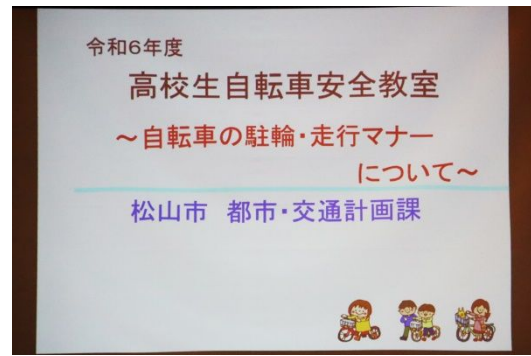 令和6年度
高校生自転車安全教室
～自転車の駐輪・走行マナー
について～
松山市 都市・交通計画課